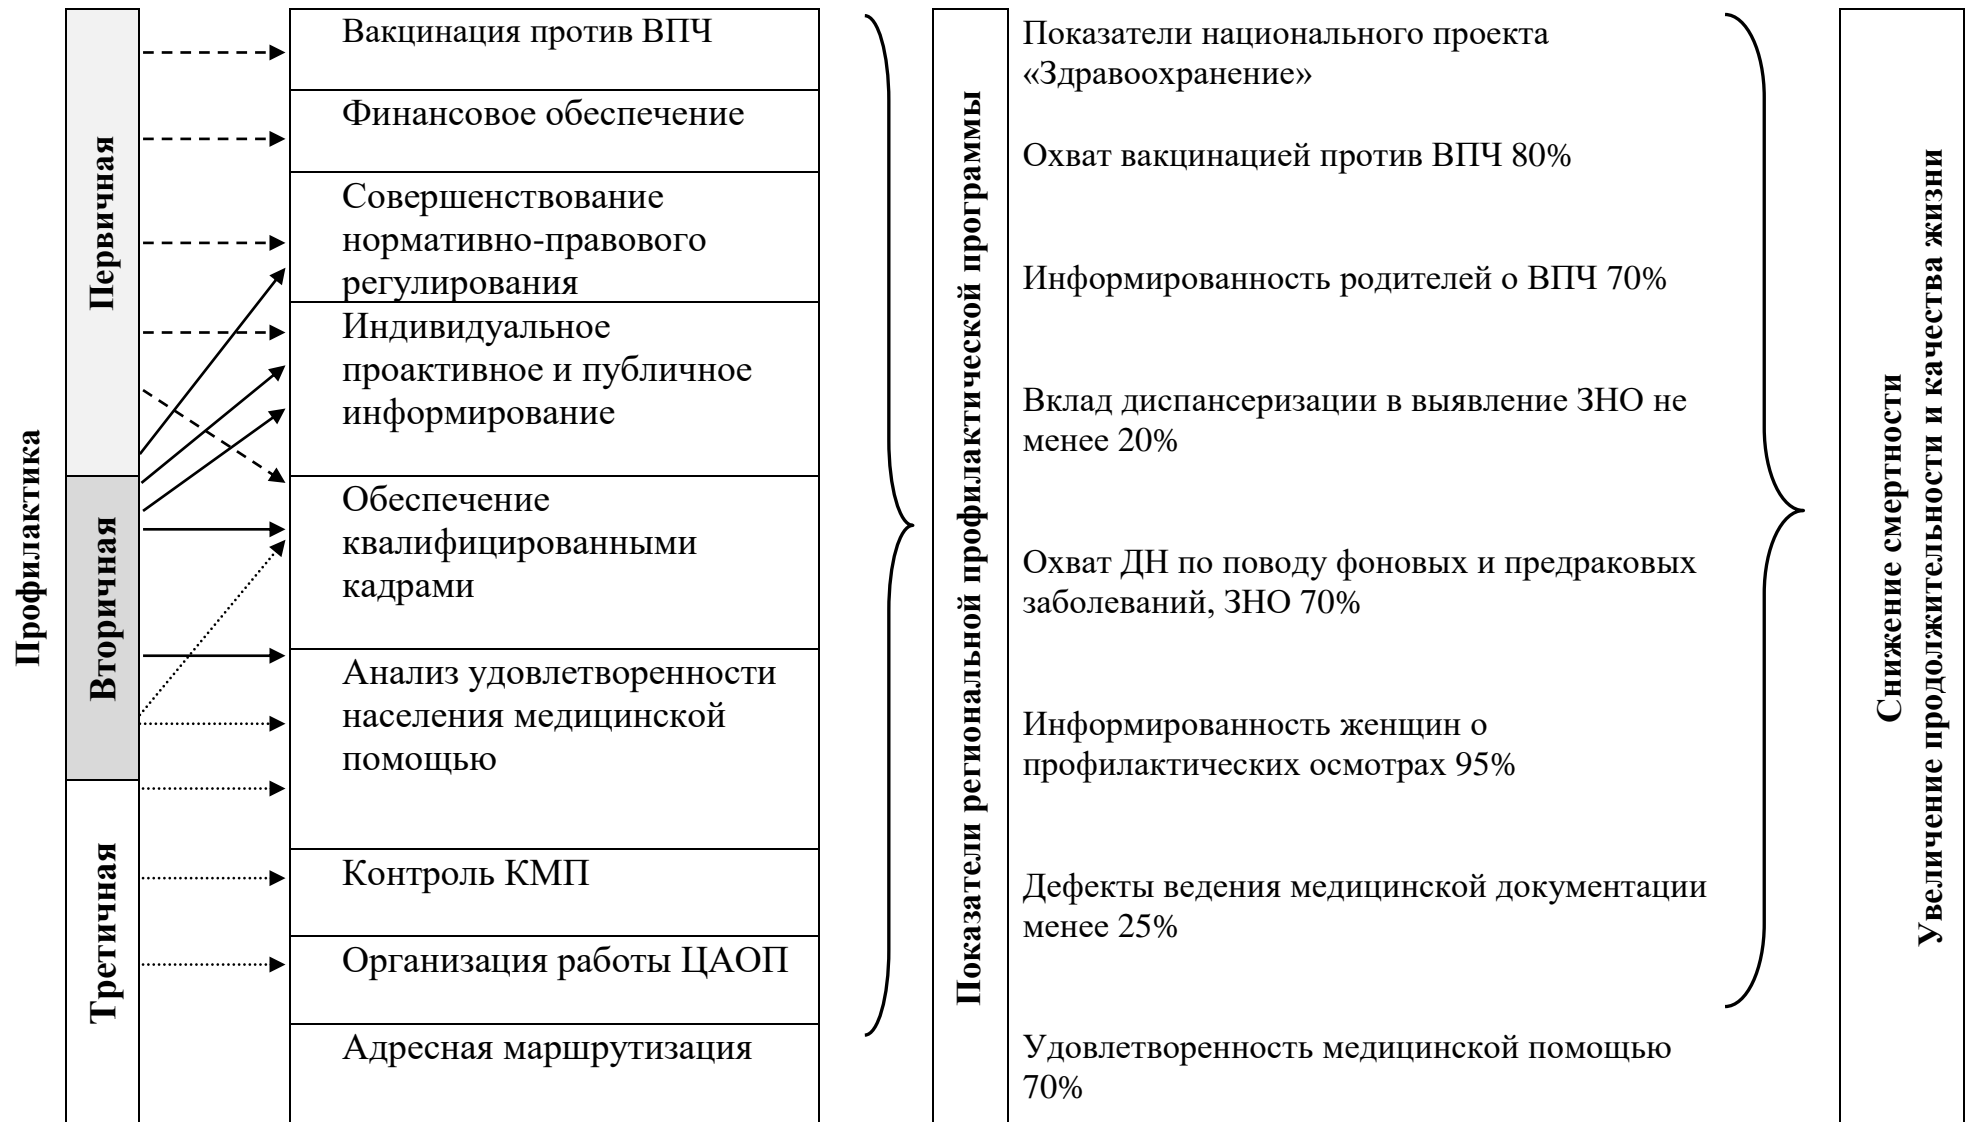 Профилактика
Первичная
Вторичная
Третичная
Вакцинация против ВПЧ
Финансовое обеспечение
Совершенствование
нормативно-правового
регулирования
Индивидуальное
проактивное и публичное
информирование
Обеспечение
квалифицированными
кадрами
Анализ удовлетворенности
населения медицинской
помощью
Контроль КМП
Организация работы ЦАОП
Адресная маршрутизация
Показатели региональной профилактической программы
Показатели национального проекта
«Здравоохранение»
Охват вакцинацией против ВПЧ 80%
Информированность родителей о ВПЧ 70%
Вклад диспансеризации в выявление ЗНО не
менее 20%
Охват ДН по поводу фоновых и предраковых
заболеваний, ЗНО 70%
Информированность женщин о
профилактических осмотрах 95%
Дефекты ведения медицинской документации
менее 25%
Удовлетворенность медицинской помощью
70%
Снижение смертности
Увеличение продолжительности и качества жизни